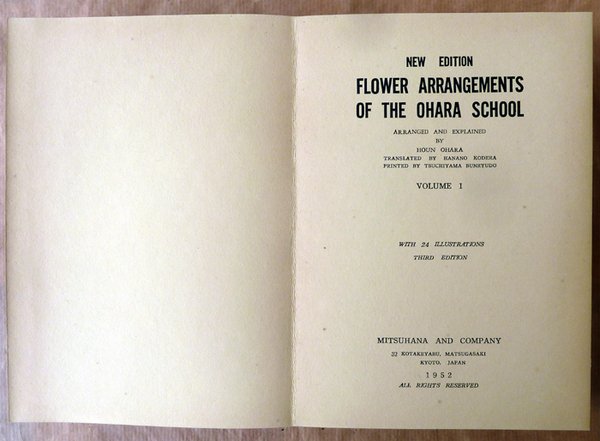 NEW EDITION
FLOWER ARRANGEMENTS
OF THE OHARA SCHOOL
ARRANGED AND EXPLAINED
BY
HOUN OHARA
TRANSLATED BY HANANO KODERA
PRINTED BY TSUCHIYAMA BUNKYUDO
VOLUME 1
WITH 24 ILLUSTRATIONS
THIRD EDITION
MITSUHANA AND COMPANY
32 KOTAKEYABU, MATSUGASAKI
KYOTO, JAPAN
1952
ALL RIGHTS RESERVED